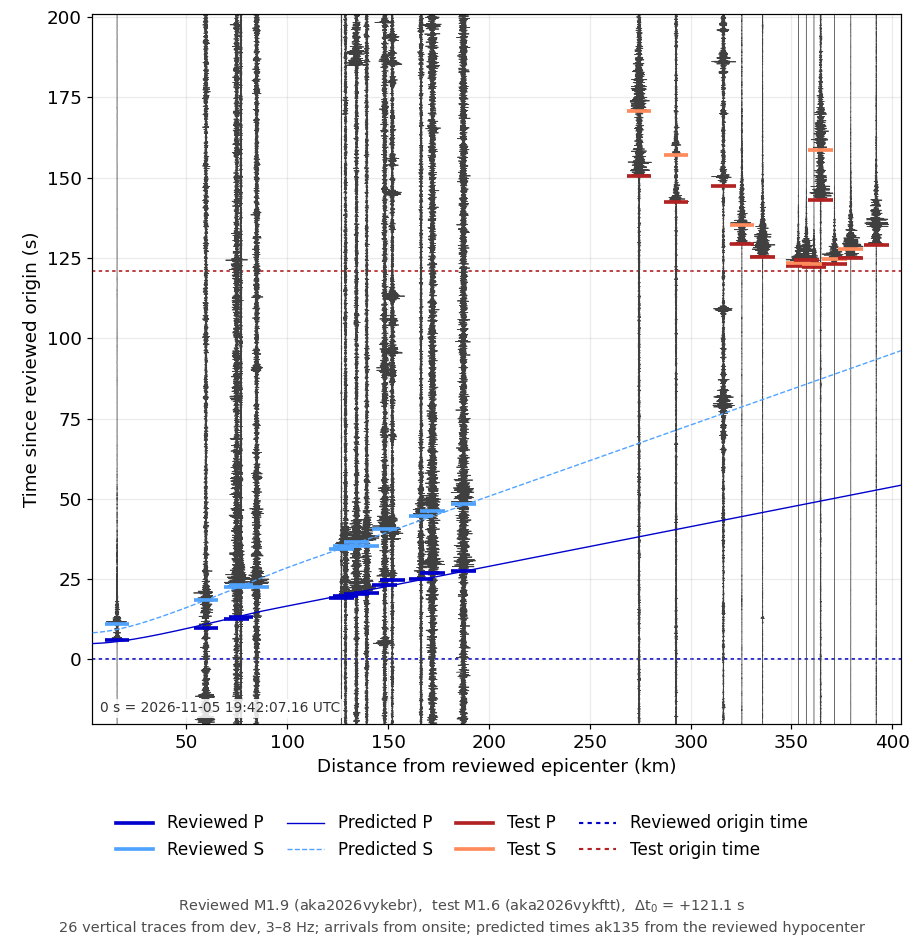 200
175
150
125
100
75
50
25
0
Time since reviewed origin (s)
0 s = 2026-11-05 19:42:07.16 UTC
50 100 150 200 250 300 350 400
Distance from reviewed epicenter (km)
Reviewed P Predicted P Test P Reviewed origin time
Reviewed S Predicted S Test S Test origin time
Reviewed M1.9 (aka2026vykebr), test M1.6 (aka2026vykftt), Δt₀ = +121.1 s
26 vertical traces from dev, 3–8 Hz; arrivals from onsite; predicted times ak135 from the reviewed hypocenter